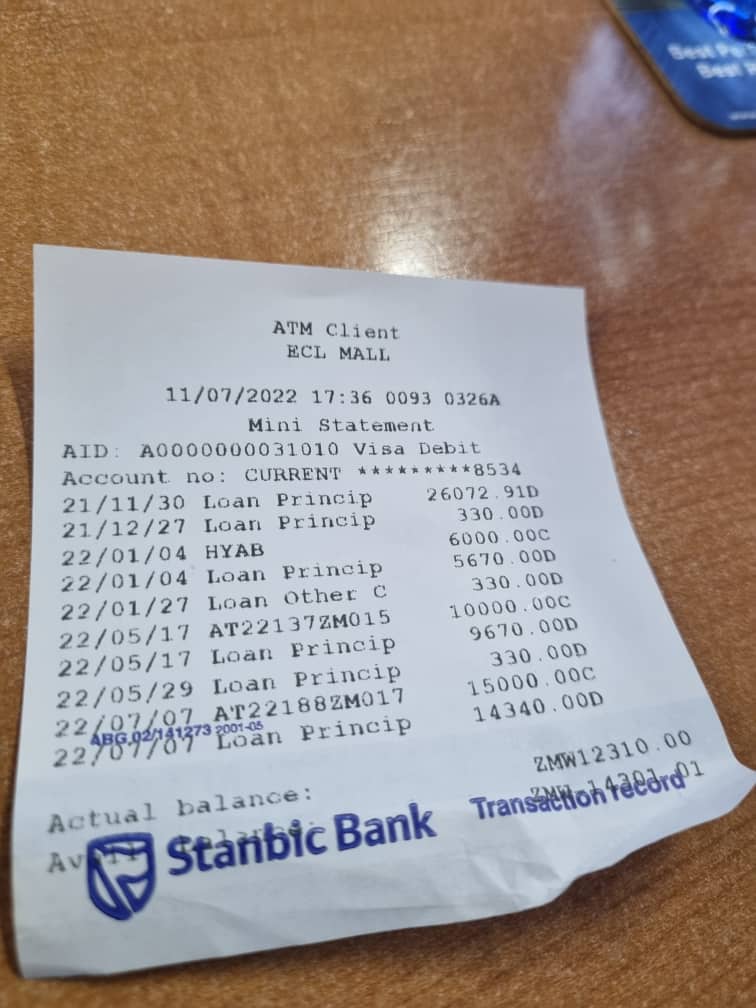 Best
Best
ATM Client
ECL MALL
11/07/2022 17:36 0093 0326A
Mini Statement
AID: A0000000031010 Visa Debit
Account no: CURRENT *********8534
21/11/30 Loan Princip 26072.91D
21/12/27 Loan Princip 330.00D
22/01/04 HYAB 6000.00C
22/01/04 Loan Princip 5670.00D
22/01/27 Loan Other C 330.00D
22/05/17 AT22137ZM015 10000.00C
22/05/17 Loan Princip 9670.00D
22/05/29 Loan Princip 330.00D
22/07/07 AT22188ZM017 15000.00C
ABG.02/141273 2001-05
22/07/07 Loan Princip 14340.00D
Actual balance: ZMW12310.00
ZMW-14301.01
Stanbic Bank Transaction record